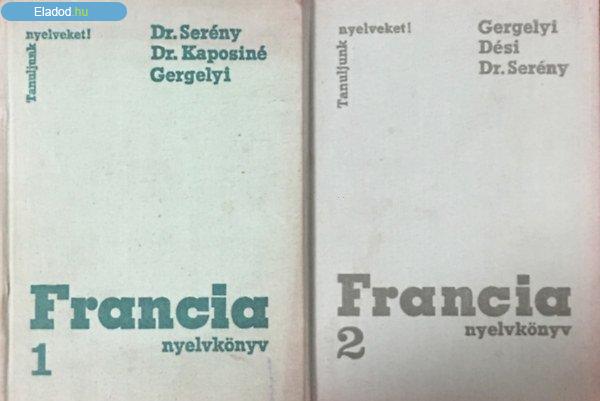 Eladod.hu
Tanuljunk
nyelveket!
Dr. Serény
Dr. Kaposiné
Gergelyi
Francia
nyelvkönyv
1
Tanuljunk
nyelveket!
Gergelyi
Dési
Dr. Serény
Francia
nyelvkönyv
2